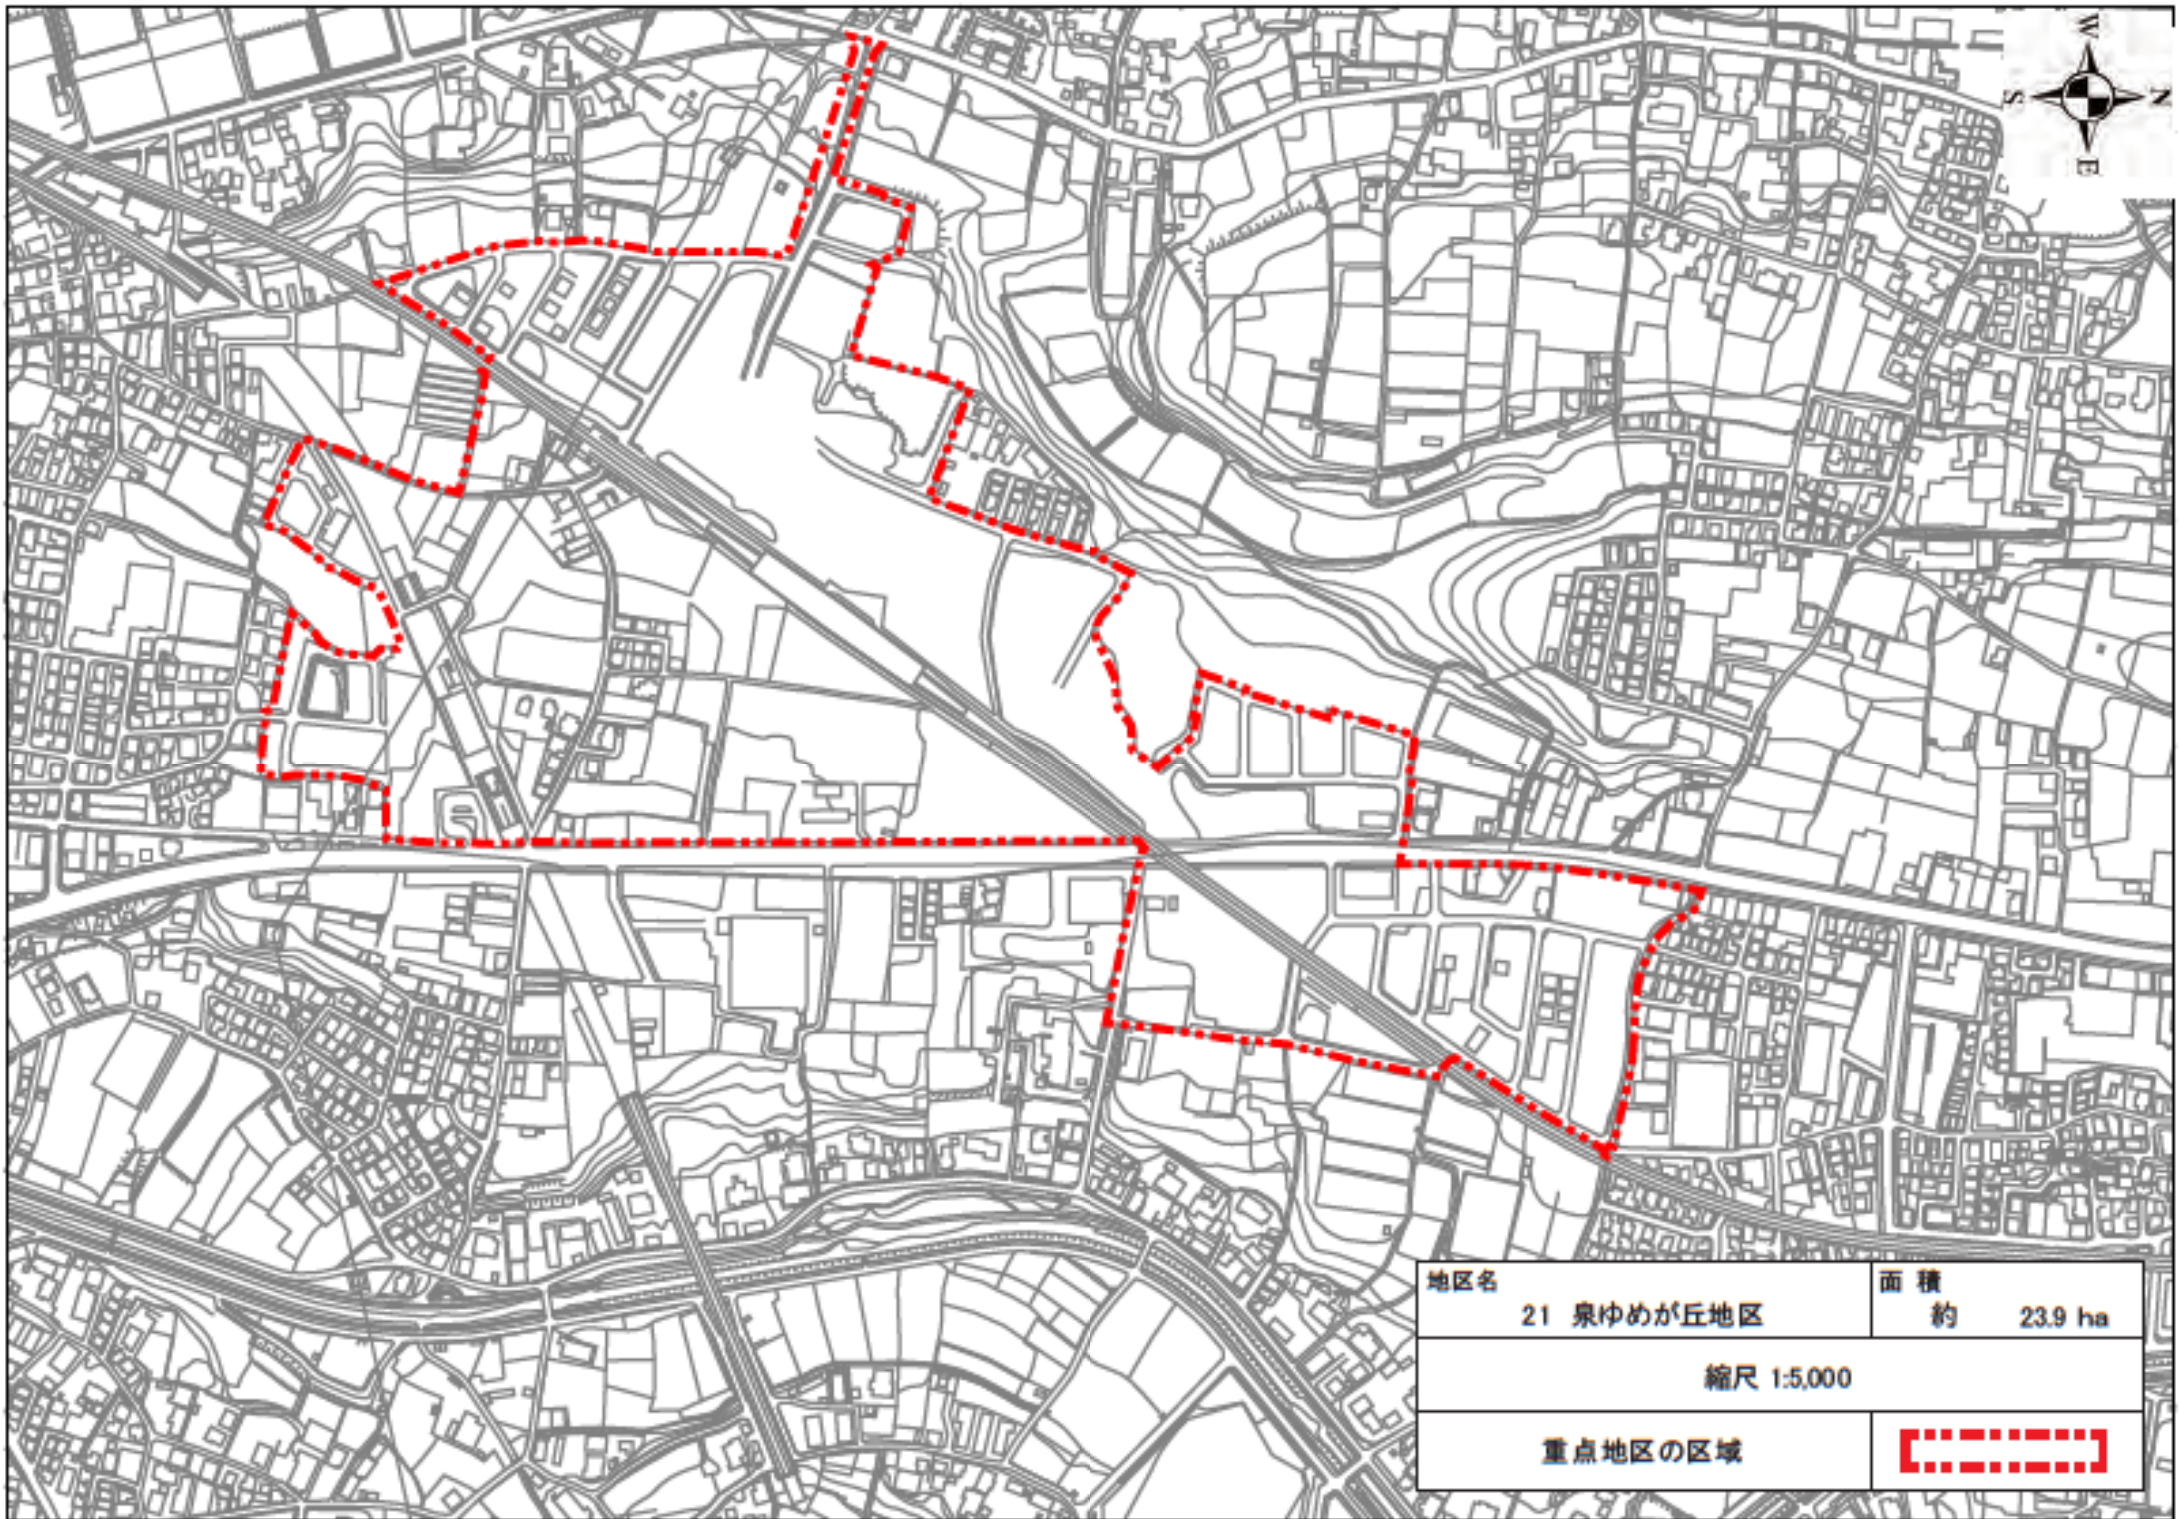 W
S N
E
地区名
21 泉ゆめが丘地区
面 積
約 23.9 ha
縮尺 1:5,000
重点地区の区域